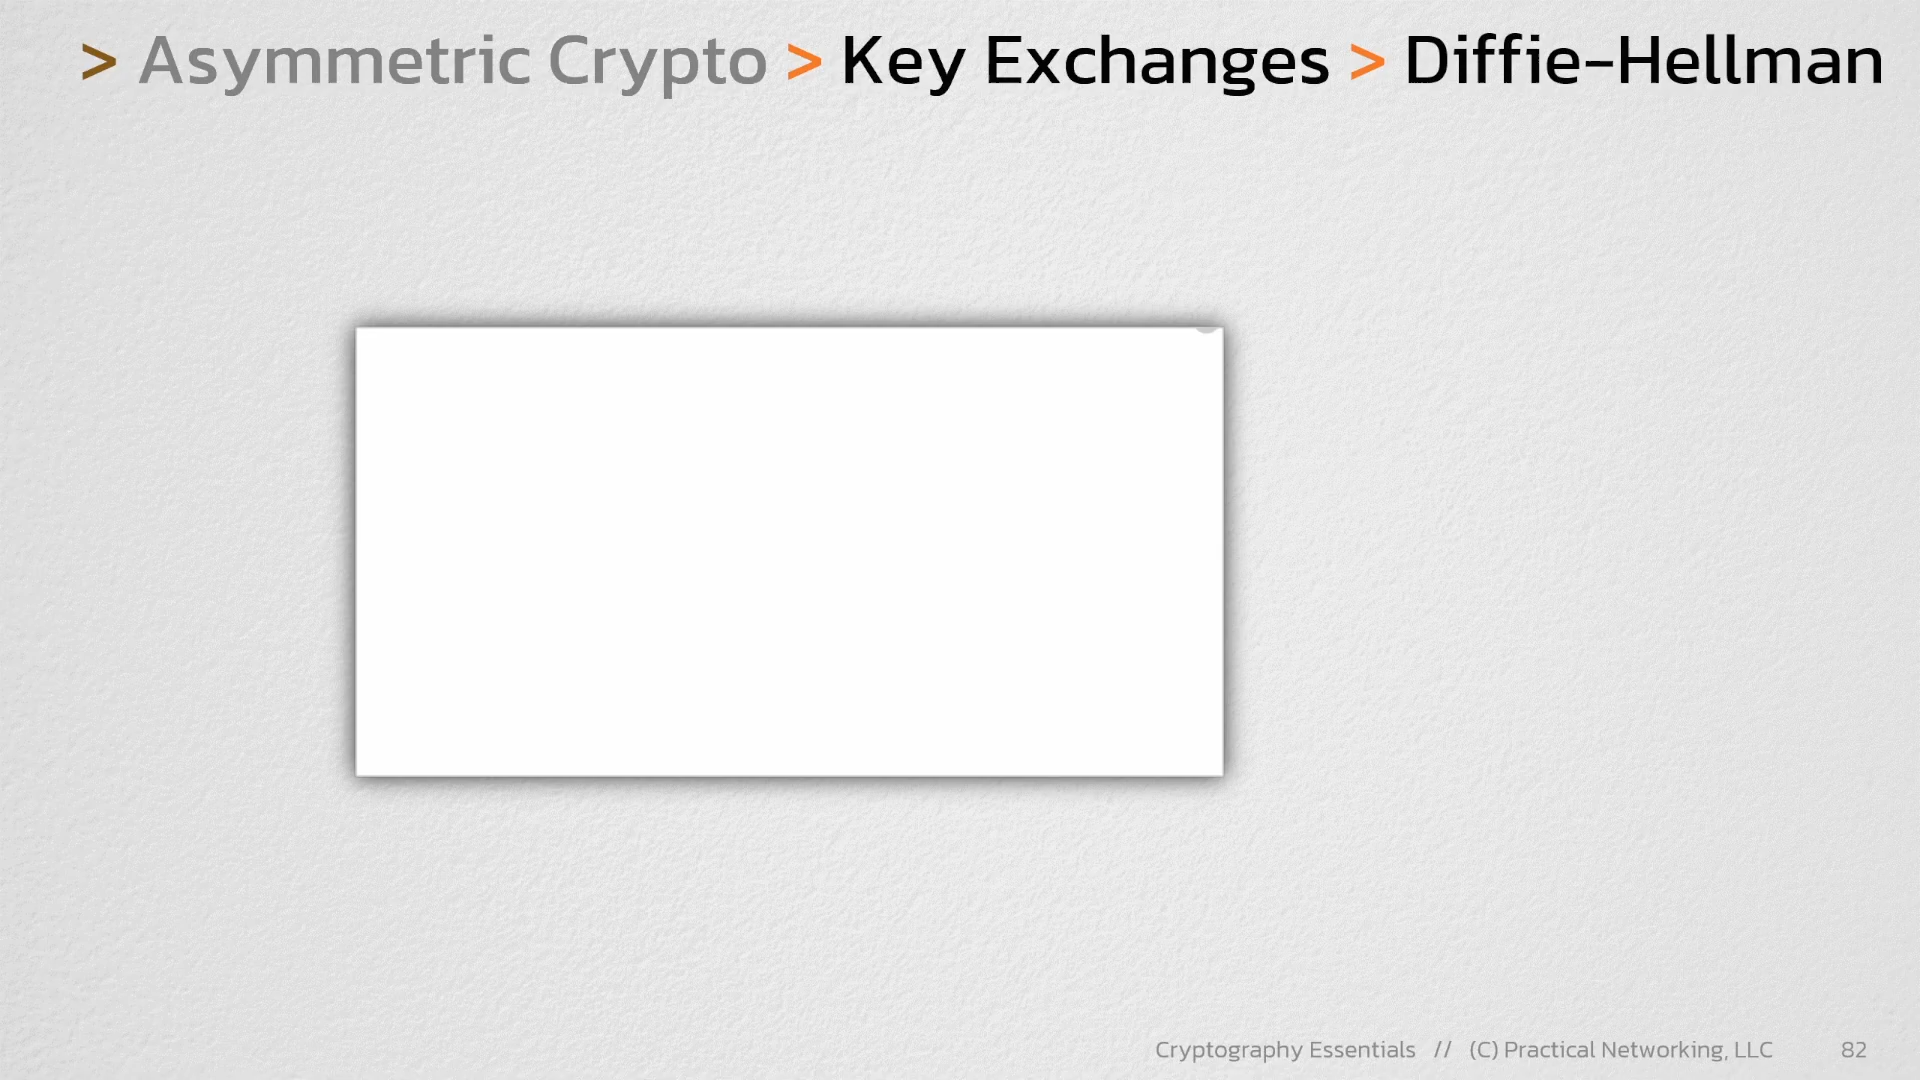 > Asymmetric Crypto > Key Exchanges > Diffie-Hellman
Cryptography Essentials // (C) Practical Networking, LLC 82